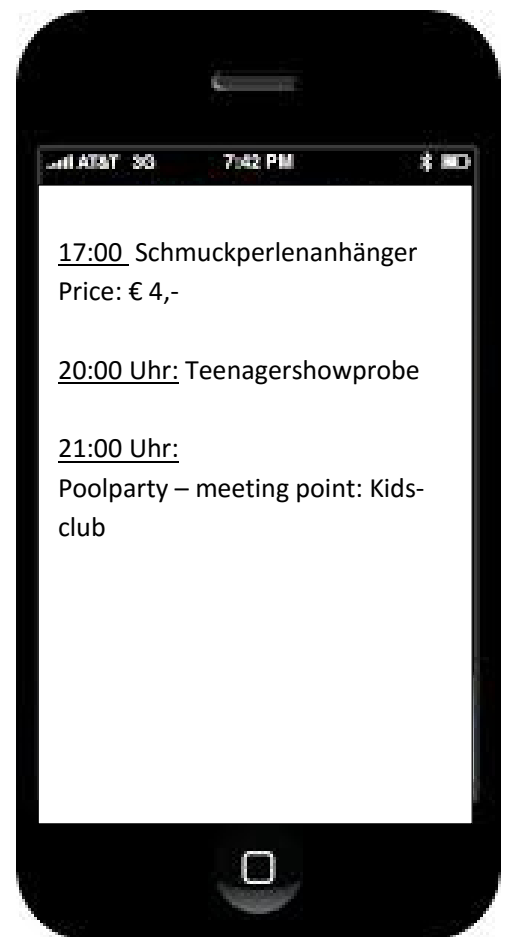 AT&T 3G 7:42 PM
17:00 Schmuckperlenanhänger
Price: € 4,-
20:00 Uhr: Teenagershowprobe
21:00 Uhr:
Poolparty – meeting point: Kids-
club